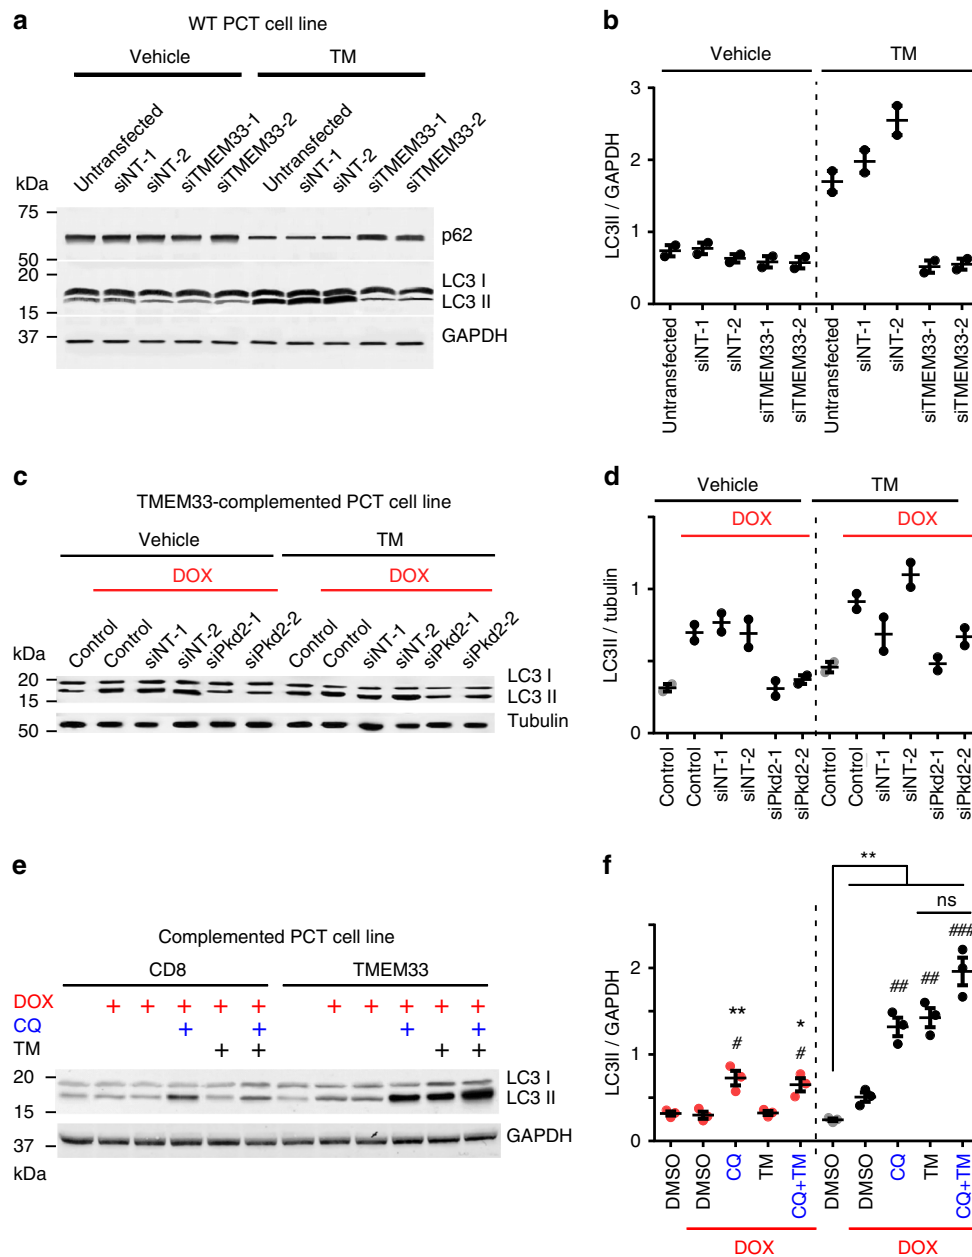 a
WT PCT cell line
Vehicle TM
Untransfected siNT-1 siNT-2 siTMEM33-1 siTMEM33-2 Untransfected siNT-1 siNT-2 siTMEM33-1 siTMEM33-2
kDa
75
p62
50
20
LC3 I
LC3 II
15
37
GAPDH
b
Vehicle TM
LC3II / GAPDH
3
2
1
0
Untransfected siNT-1 siNT-2 siTMEM33-1 siTMEM33-2 Untransfected siNT-1 siNT-2 siTMEM33-1 siTMEM33-2
c
TMEM33-complemented PCT cell line
Vehicle TM
DOX DOX
Control Control siNT-1 siNT-2 siPkd2-1 siPkd2-2 Control Control siNT-1 siNT-2 siPkd2-1 siPkd2-2
kDa
20
LC3 I
15
LC3 II
50
Tubulin
d
Vehicle TM
DOX DOX
LC3II / tubulin
1
0
Control Control siNT-1 siNT-2 siPkd2-1 siPkd2-2 Control Control siNT-1 siNT-2 siPkd2-1 siPkd2-2
e
Complemented PCT cell line
CD8 TMEM33
DOX + + + + + + + + + +
CQ + + + +
TM + + + +
20
LC3 I
LC3 II
15
37
GAPDH
kDa
f
**
ns
###
## ##
** *
# #
LC3II / GAPDH
2
1
0
DMSO DMSO CQ TM CQ+TM DMSO DMSO CQ TM CQ+TM
DOX DOX